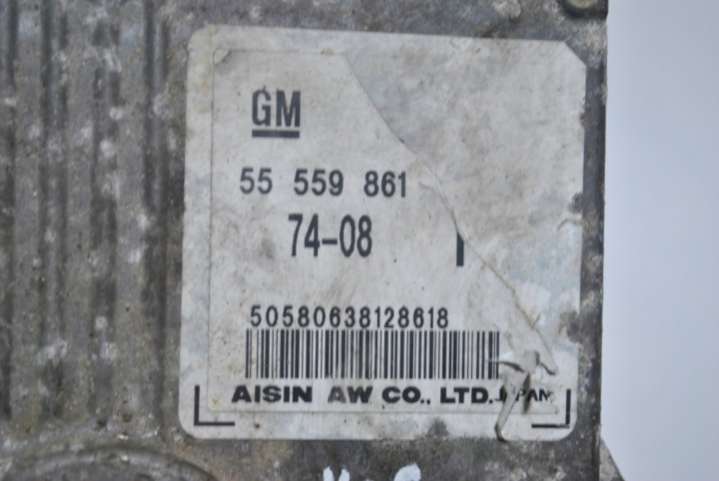 GM
55 559 861
74-08
50580638128618
AISIN AW CO., LTD.